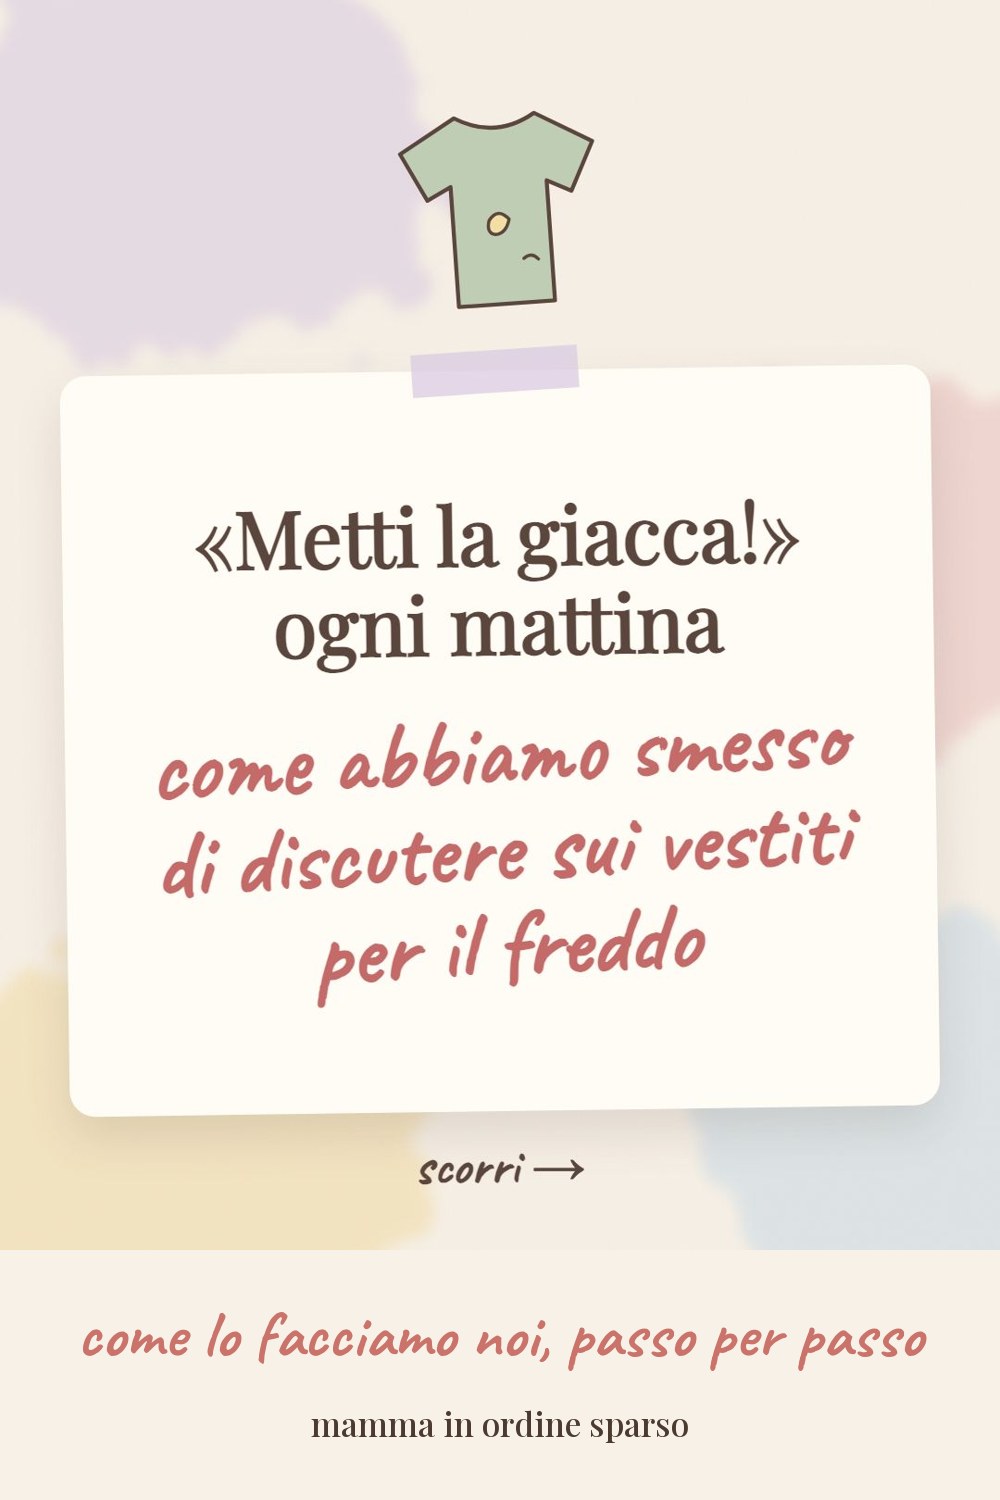 «Metti la giacca!»
ogni mattina
come abbiamo smesso
di discutere sui vestiti
per il freddo
scorri →
come lo facciamo noi, passo per passo
mamma in ordine sparso